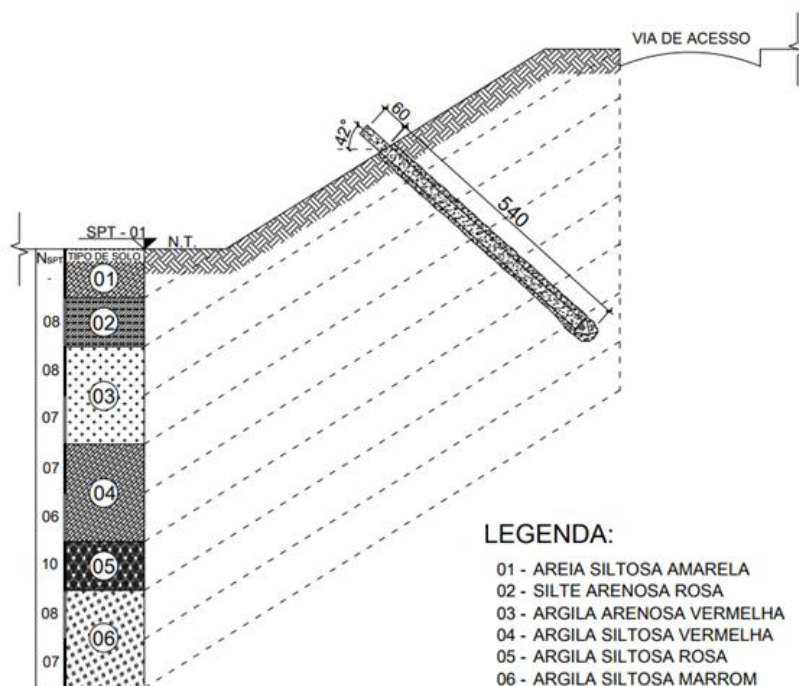 VIA DE ACESSO
60
42°
540
SPT - 01
N.T.
NSPT
TIPO DE SOLO
-
01
08
02
08
03
07
07
04
06
10
05
08
06
07
LEGENDA:
01 - AREIA SILTOSA AMARELA
02 - SILTE ARENOSA ROSA
03 - ARGILA ARENOSA VERMELHA
04 - ARGILA SILTOSA VERMELHA
05 - ARGILA SILTOSA ROSA
06 - ARGILA SILTOSA MARROM